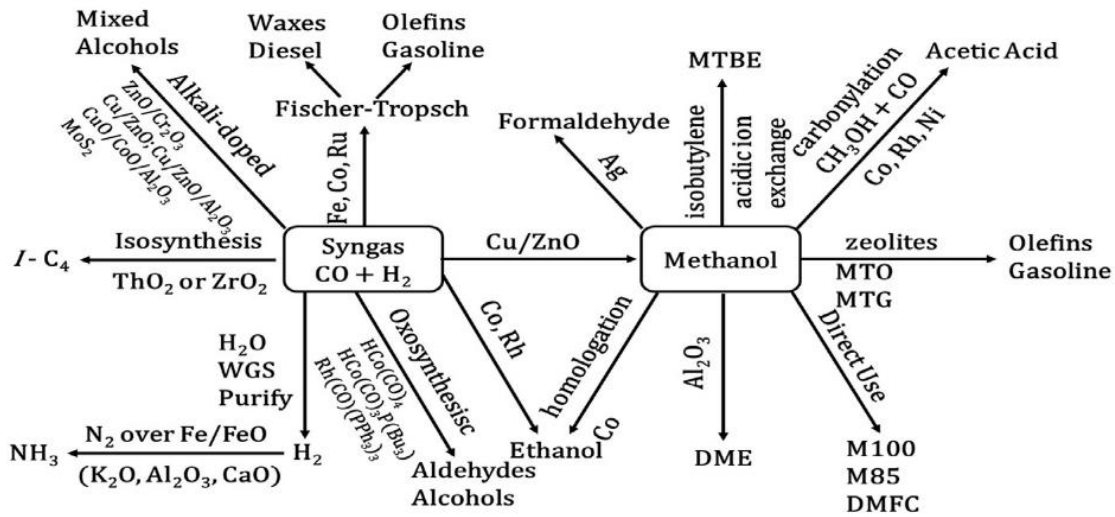 Mixed
Alcohols
Waxes
Diesel
Olefins
Gasoline
MTBE
Acetic Acid
Alkali-doped
ZnO/Cr₂O₃
Cu/ZnO; Cu/ZnO/Al₂O₃
CuO/CoO/Al₂O₃
MoS₂
Fischer-Tropsch
Fe, Co, Ru
Formaldehyde
Ag
isobutylene
acidic ion
exchange
carbonylation
CH₃OH + CO
Co, Rh, Ni
I - C₄
Isosynthesis
ThO₂ or ZrO₂
Syngas
CO + H₂
Cu/ZnO
Methanol
zeolites
MTO
MTG
Olefins
Gasoline
H₂O
WGS
Purify
Oxosynthesisc
HCo(CO)₄
HCo(CO)₃P(Bu₃)
Rh(CO)(PPh₃)₃
Co, Rh
homologation
Co
Al₂O₃
Direct Use
NH₃
N₂ over Fe/FeO
(K₂O, Al₂O₃, CaO)
H₂
Aldehydes
Alcohols
Ethanol
DME
M100
M85
DMFC